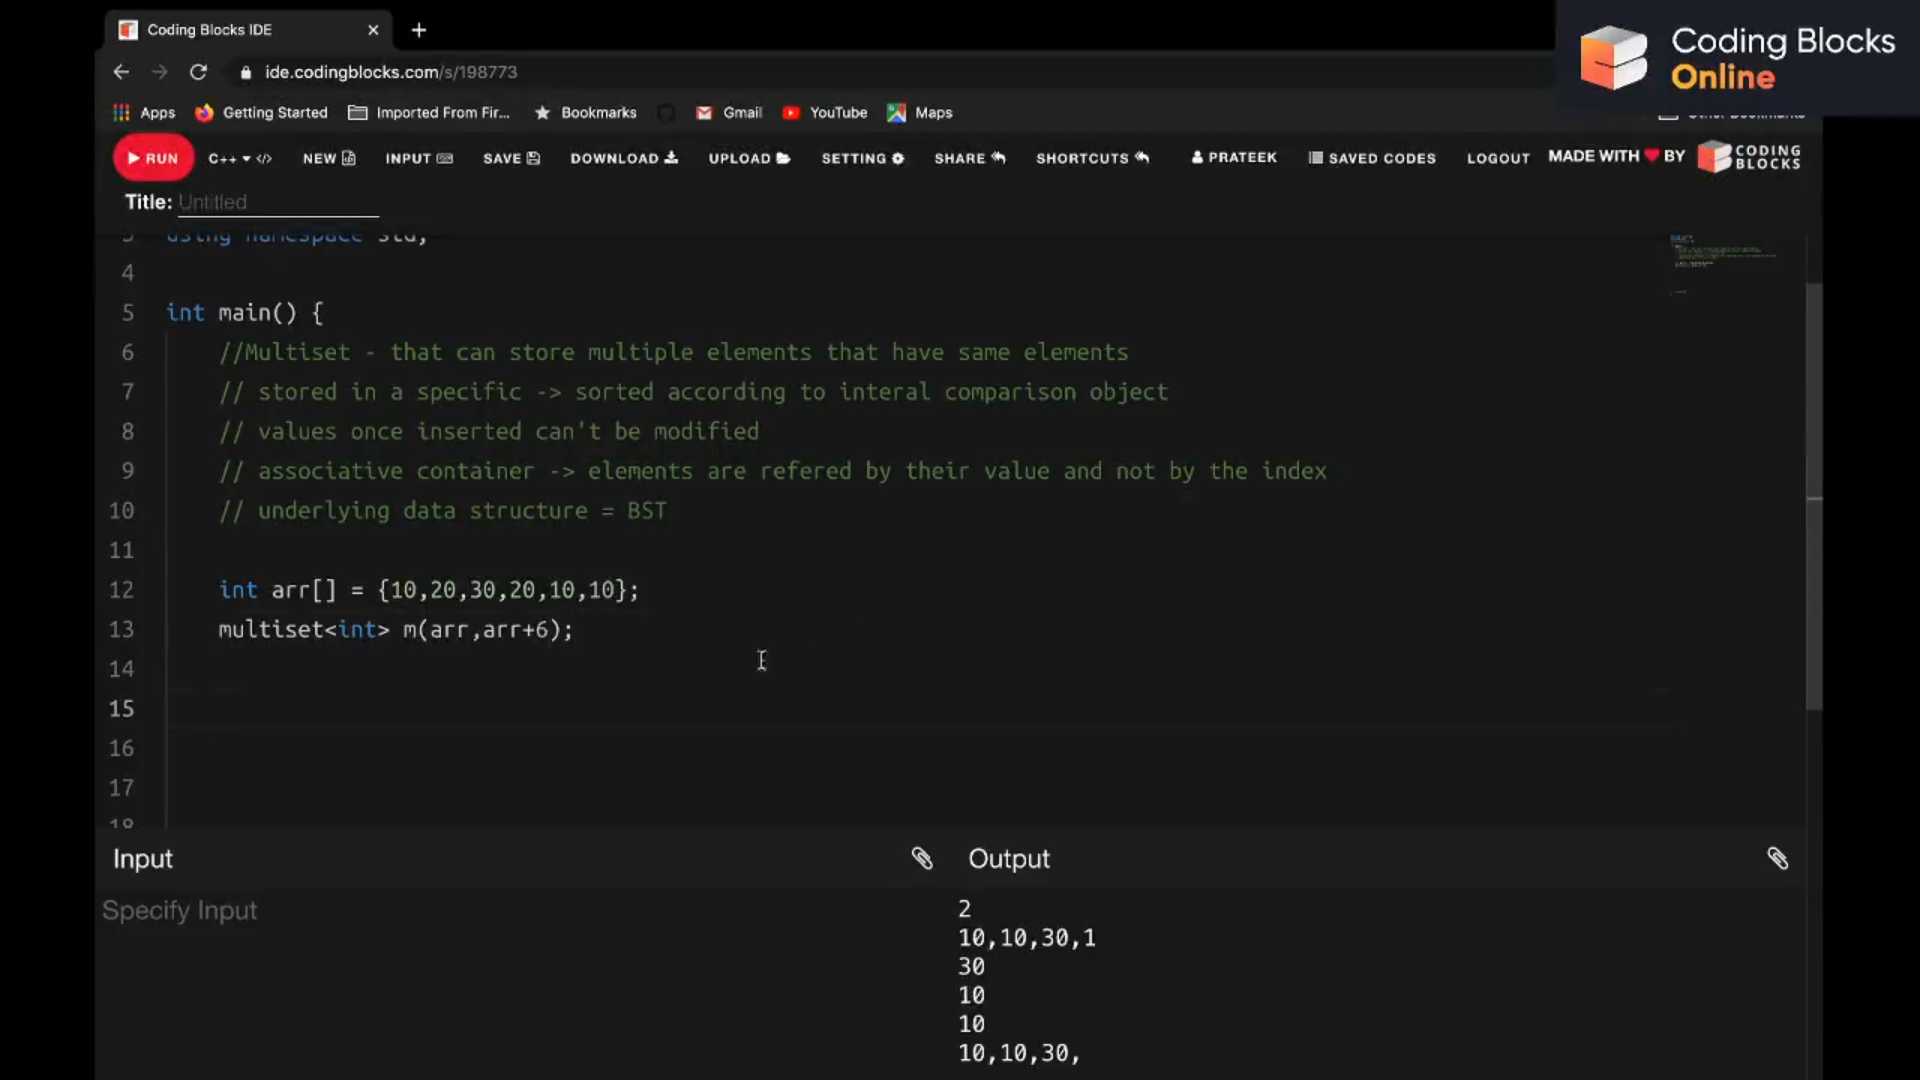 Coding Blocks IDE
Coding Blocks
Online
ide.codingblocks.com/s/198773
Apps Getting Started Imported From Fir... Bookmarks Gmail YouTube Maps
RUN C++ NEW INPUT SAVE DOWNLOAD UPLOAD SETTING SHARE SHORTCUTS PRATEEK SAVED CODES LOGOUT MADE WITH BY CODING BLOCKS
Title: Untitled
3 using namespace std;
4
5 int main() {
6 //Multiset - that can store multiple elements that have same elements
7 // stored in a specific -> sorted according to interal comparison object
8 // values once inserted can't be modified
9 // associative container -> elements are refered by their value and not by the index
10 // underlying data structure = BST
11
12 int arr[] = {10,20,30,20,10,10};
13 multiset<int> m(arr,arr+6);
14
15
16
17
18
Input
Output
Specify Input
2
10,10,30,1
30
10
10
10,10,30,